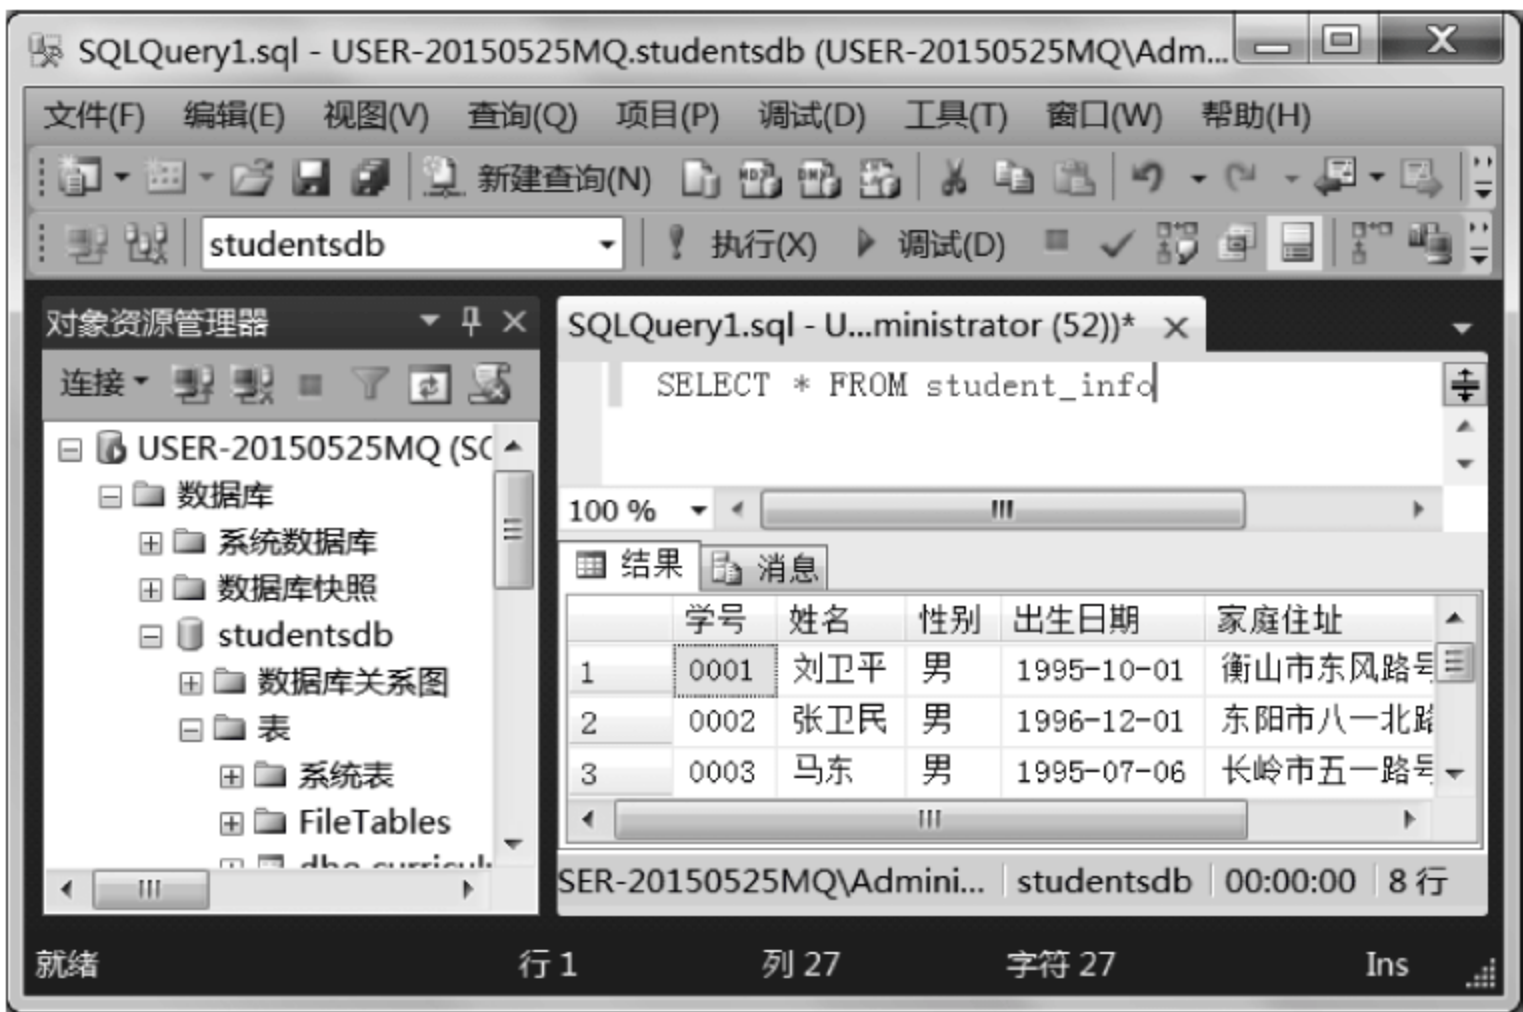 SQLQuery1.sql - USER-20150525MQ.studentsdb (USER-20150525MQ\Adm...
文件(F) 编辑(E) 视图(V) 查询(Q) 项目(P) 调试(D) 工具(T) 窗口(W) 帮助(H)
新建查询(N)
studentsdb 执行(X) 调试(D)
对象资源管理器
连接
USER-20150525MQ (SC
数据库
系统数据库
数据库快照
studentsdb
数据库关系图
表
系统表
FileTables
SQLQuery1.sql - U...ministrator (52))*
SELECT * FROM student_info
100 %
结果 消息
学号 姓名 性别 出生日期 家庭住址
1 0001 刘卫平 男 1995-10-01 衡山市东风路号
2 0002 张卫民 男 1996-12-01 东阳市八一北路
3 0003 马东 男 1995-07-06 长岭市五一路号
SER-20150525MQ\Admini... studentsdb 00:00:00 8 行
就绪 行 1 列 27 字符 27 Ins